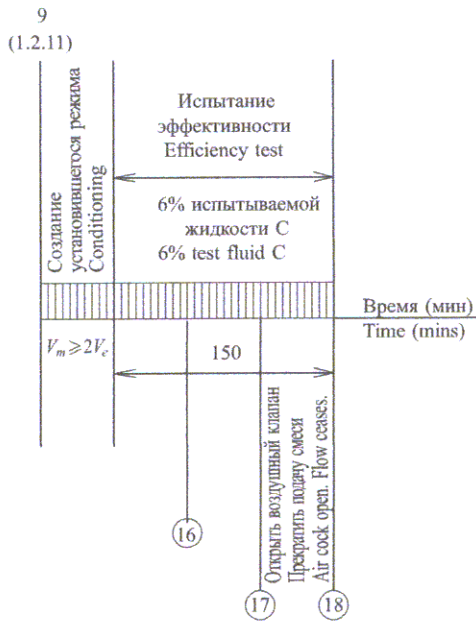 9
(1.2.11)
Создание
установившегося режима
Conditioning
Испытание
эффективности
Efficiency test
6% испытываемой
жидкости С
6% test fluid C
Время (мин)
Time (mins)
Vm≥2Ve
150
Открыть воздушный клапан
Прекратить подачу смеси
Air cock open. Flow ceases.
16
17
18